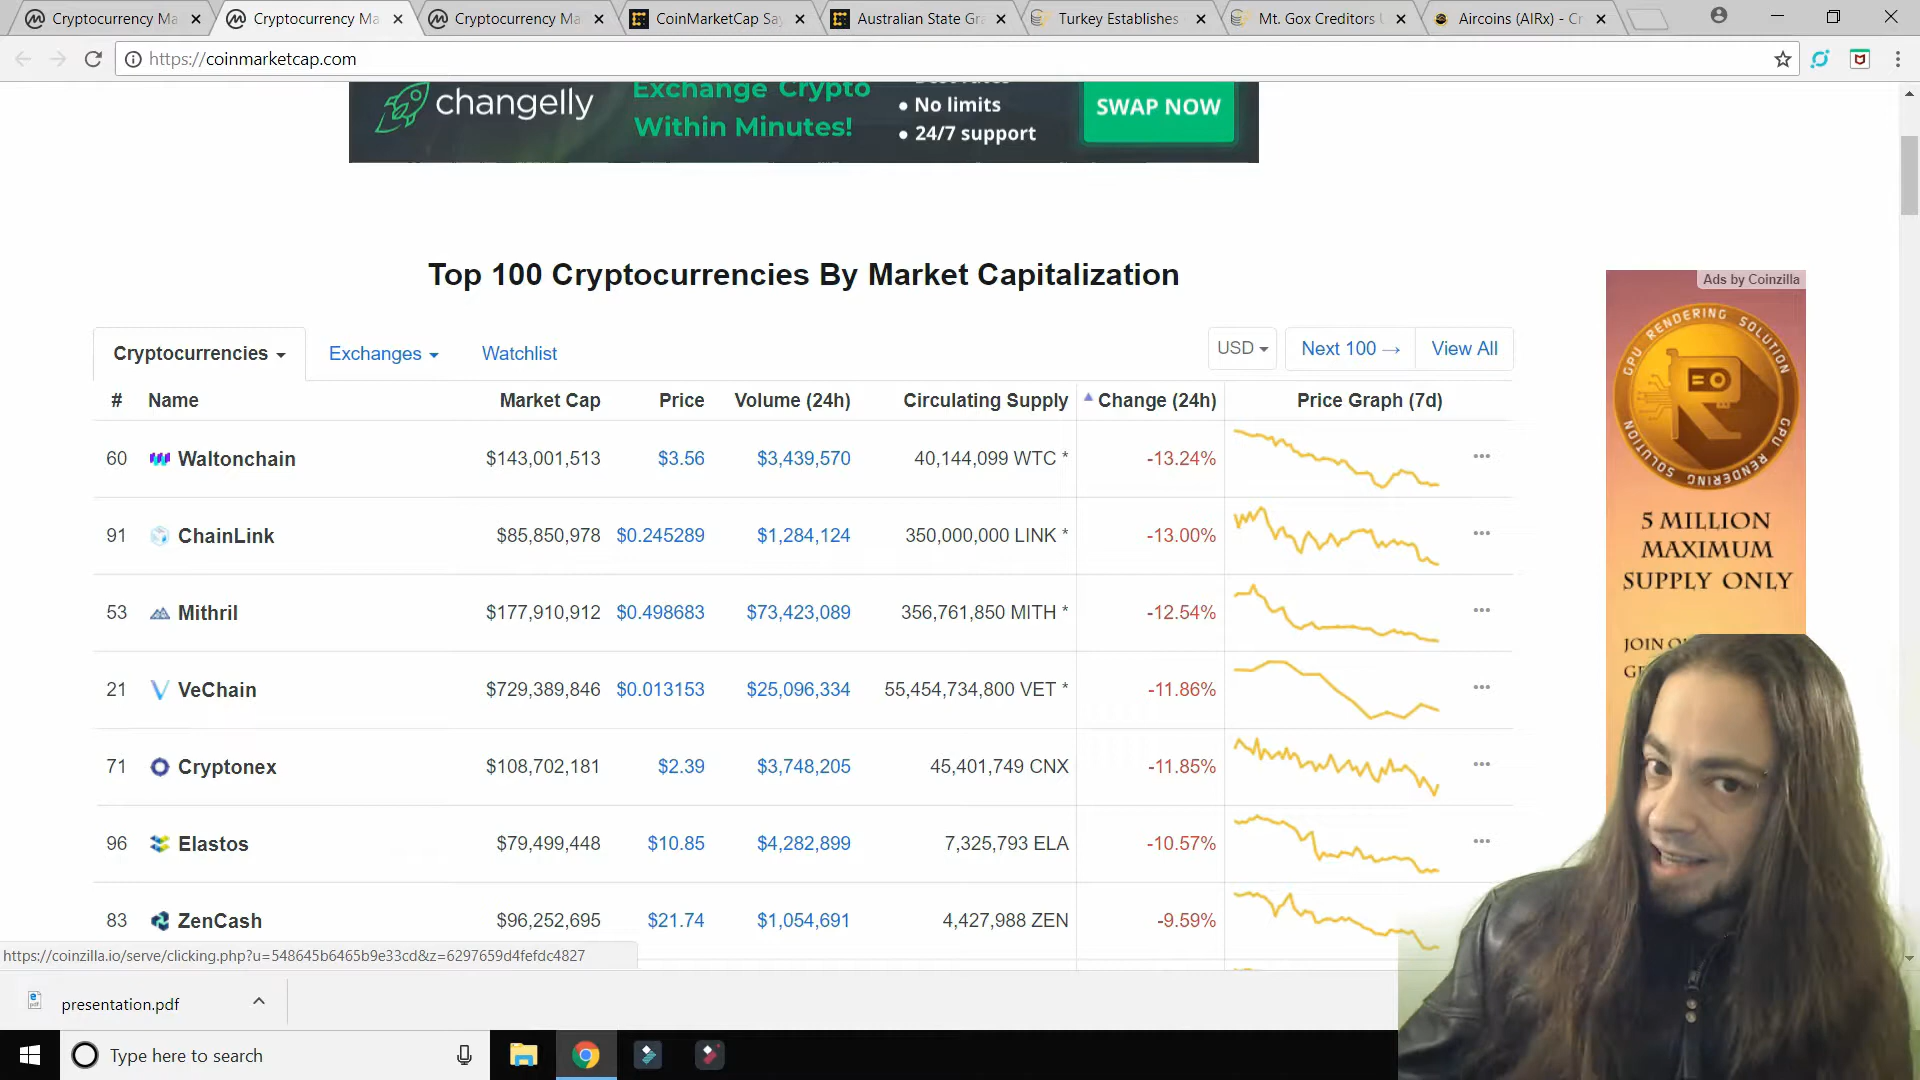 Cryptocurrency Ma
Cryptocurrency Ma
Cryptocurrency Ma
CoinMarketCap Say
Australian State Gra
Turkey Establishes
Mt. Gox Creditors
Aircoins (AIRx) - Cr
https://coinmarketcap.com
changelly
Exchange Crypto
Within Minutes!
• No limits
• 24/7 support
SWAP NOW
Top 100 Cryptocurrencies By Market Capitalization
Ads by Coinzilla
Cryptocurrencies
Exchanges
Watchlist
USD
Next 100 →
View All
# Name Market Cap Price Volume (24h) Circulating Supply Change (24h) Price Graph (7d)
60 Waltonchain $143,001,513 $3.56 $3,439,570 40,144,099 WTC * -13.24% •••
91 ChainLink $85,850,978 $0.245289 $1,284,124 350,000,000 LINK * -13.00% •••
53 Mithril $177,910,912 $0.498683 $73,423,089 356,761,850 MITH * -12.54% •••
21 VeChain $729,389,846 $0.013153 $25,096,334 55,454,734,800 VET * -11.86% •••
71 Cryptonex $108,702,181 $2.39 $3,748,205 45,401,749 CNX -11.85% •••
96 Elastos $79,499,448 $10.85 $4,282,899 7,325,793 ELA -10.57% •••
83 ZenCash $96,252,695 $21.74 $1,054,691 4,427,988 ZEN -9.59%
GPU RENDERING SOLUTION
GPU RENDERING SOLUTION
5 MILLION
MAXIMUM
SUPPLY ONLY
JOIN
https://coinzilla.io/serve/clicking.php?u=548645b6465b9e33cd&z=6297659d4fefdc4827
presentation.pdf
Type here to search